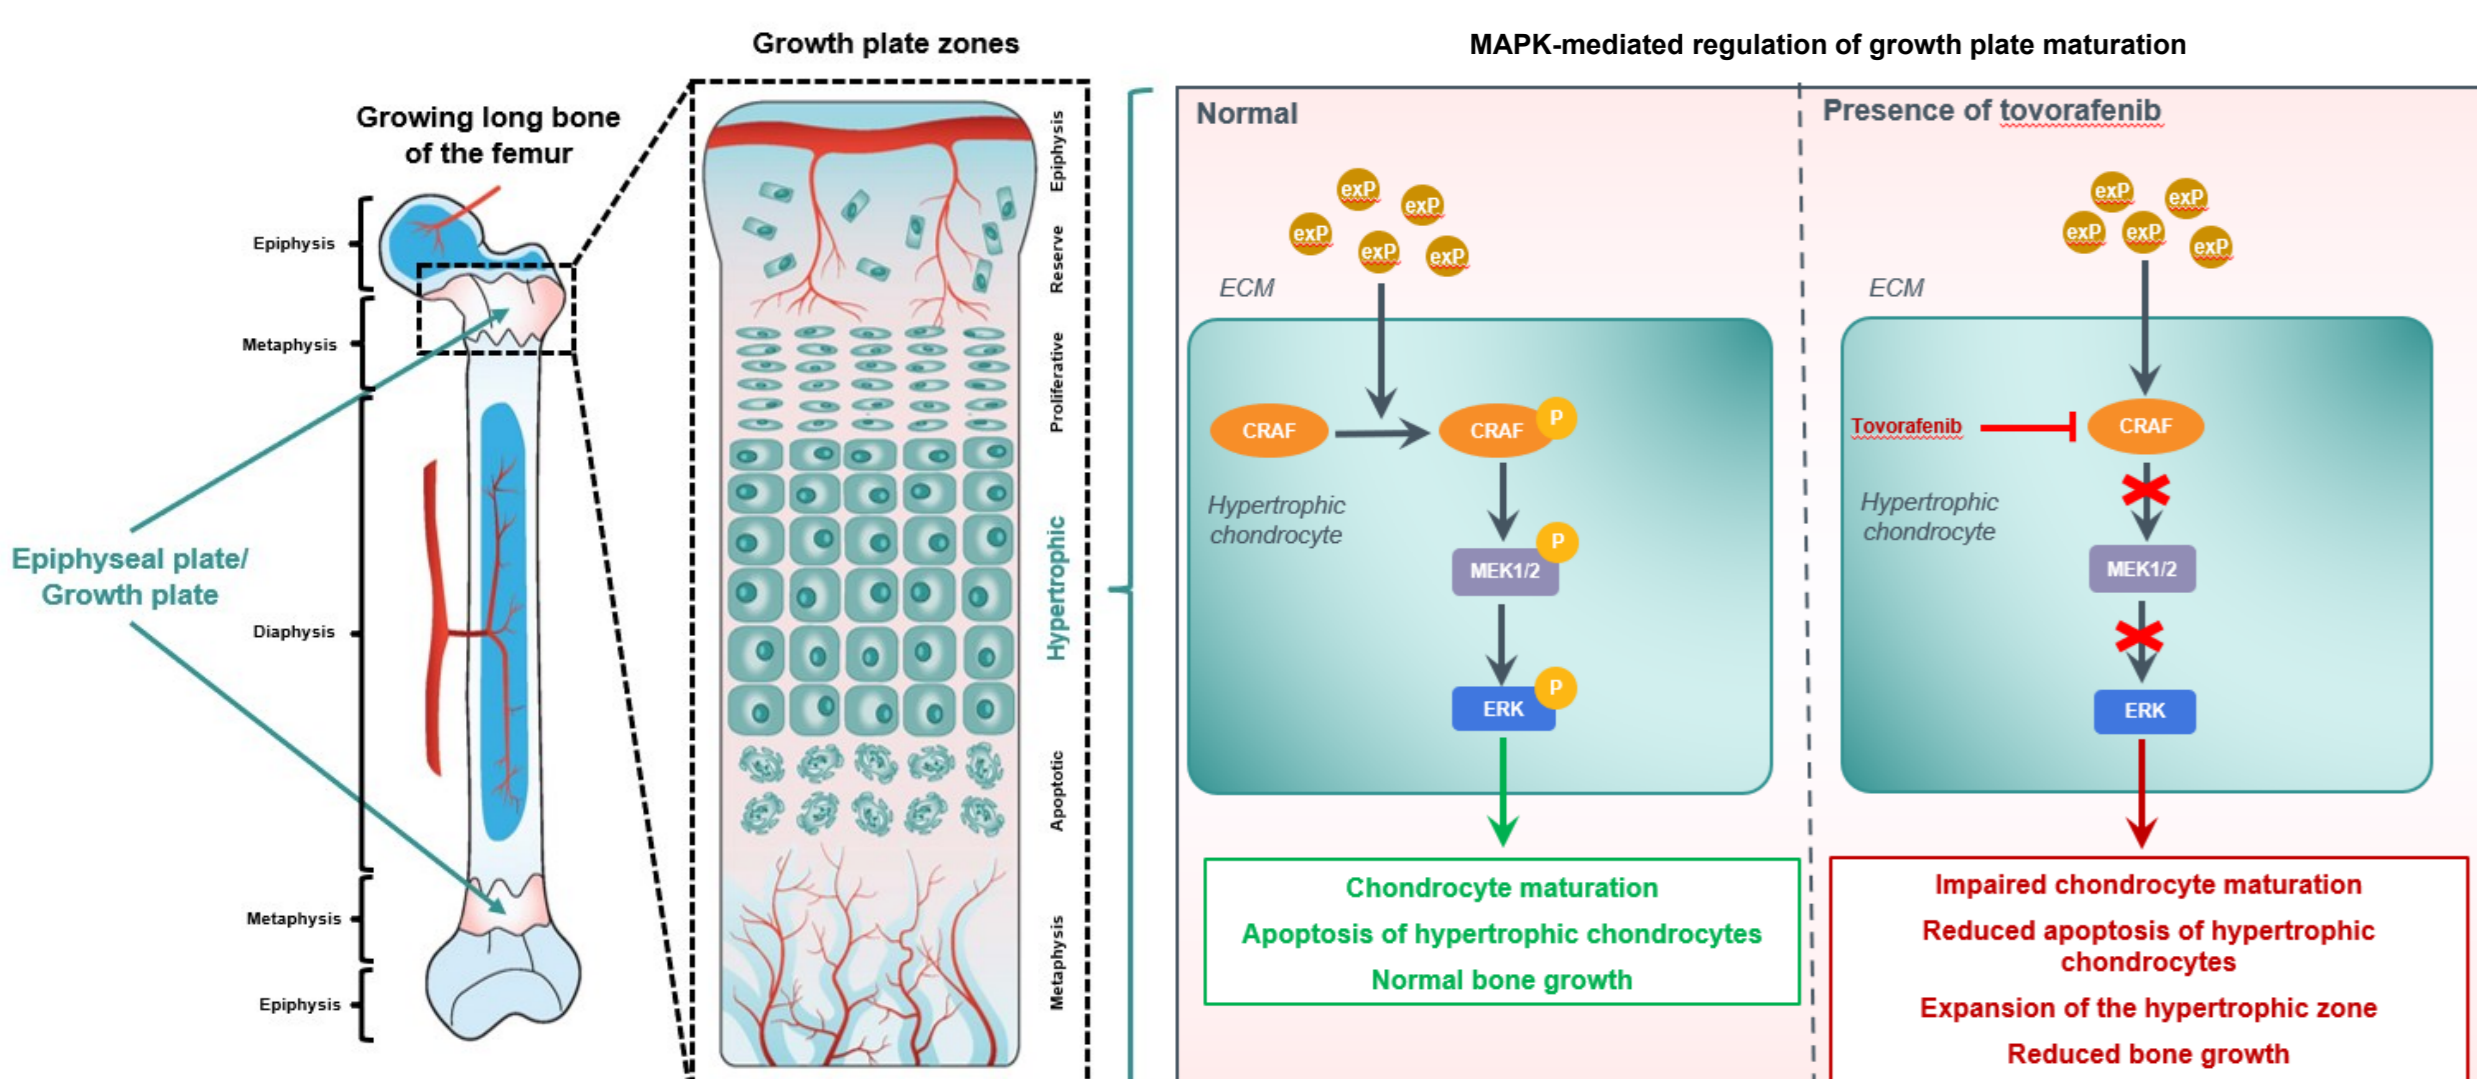 Growing long bone
of the femur
Epiphysis
Metaphysis
Epiphyseal plate/
Growth plate
Diaphysis
Metaphysis
Epiphysis
Growth plate zones
Epiphysis
Reserve
Proliferative
Hypertrophic
Apoptotic
Metaphysis
MAPK-mediated regulation of growth plate maturation
Normal
exP
exP
exP
exP
exP
ECM
CRAF
CRAF
P
Hypertrophic
chondrocyte
P
MEK1/2
P
ERK
Chondrocyte maturation
Apoptosis of hypertrophic chondrocytes
Normal bone growth
Presence of tovorafenib
exP
exP
exP
exP
exP
ECM
Tovorafenib
CRAF
Hypertrophic
chondrocyte
MEK1/2
ERK
Impaired chondrocyte maturation
Reduced apoptosis of hypertrophic
chondrocytes
Expansion of the hypertrophic zone
Reduced bone growth